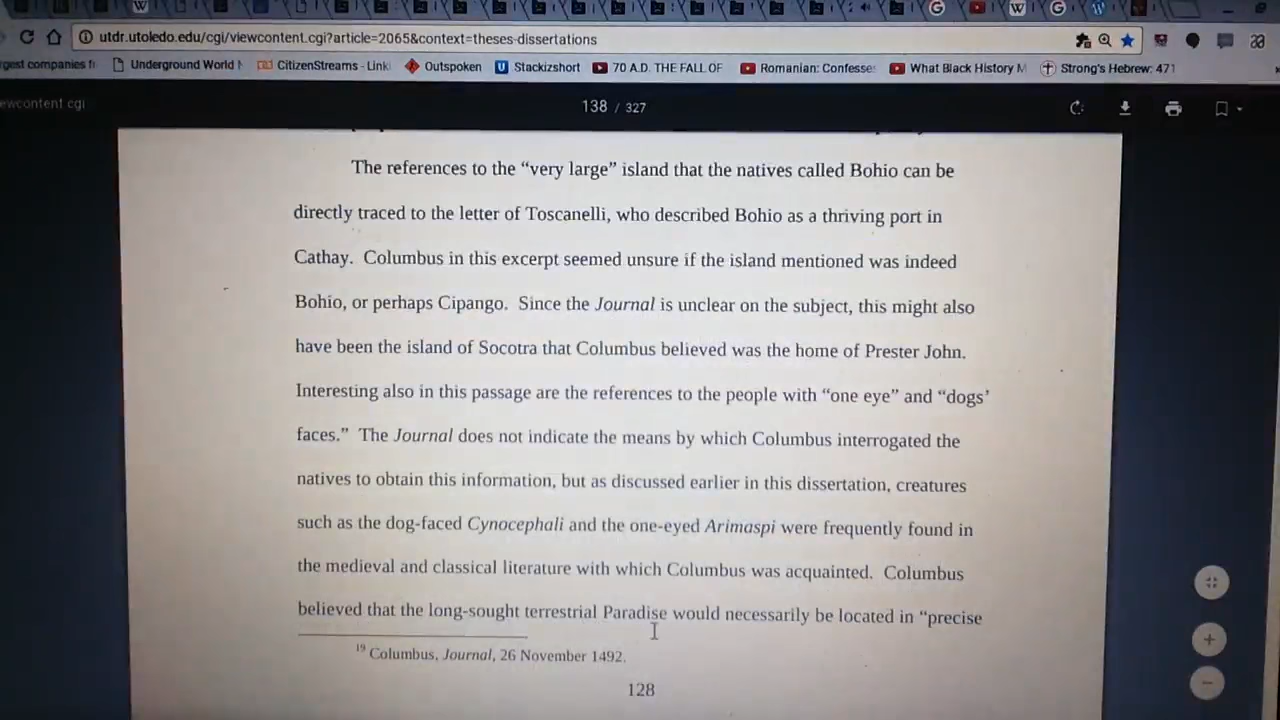 utdr.utoledo.edu/cgi/viewcontent.cgi?article=2065&context=theses-dissertations
rgest companies fr Underground World N CitizenStreams - Link Outspoken Stackizshort 70 A.D. THE FALL OF Romanian: Confesse What Black History M Strong's Hebrew: 471
ewcontent.cgi 138 / 327
The references to the “very large” island that the natives called Bohio can be
directly traced to the letter of Toscanelli, who described Bohio as a thriving port in
Cathay. Columbus in this excerpt seemed unsure if the island mentioned was indeed
Bohio, or perhaps Cipango. Since the Journal is unclear on the subject, this might also
have been the island of Socotra that Columbus believed was the home of Prester John.
Interesting also in this passage are the references to the people with “one eye” and “dogs’
faces.” The Journal does not indicate the means by which Columbus interrogated the
natives to obtain this information, but as discussed earlier in this dissertation, creatures
such as the dog-faced Cynocephali and the one-eyed Arimaspi were frequently found in
the medieval and classical literature with which Columbus was acquainted. Columbus
believed that the long-sought terrestrial Paradise would necessarily be located in “precise
19 Columbus, Journal, 26 November 1492.
128